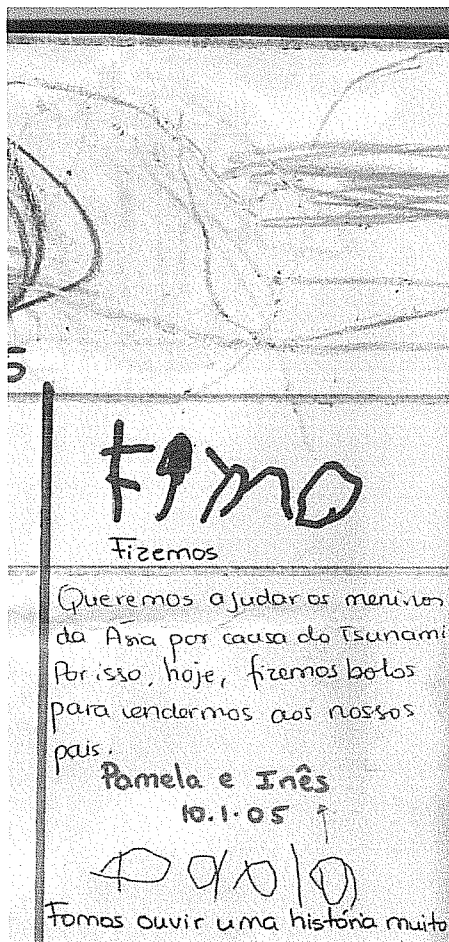 5
Fizemos
Queremos ajudar os meninos
da Ásia por causa do Tsunami
Por isso, hoje, fizemos bolos
para vendermos aos nossos
pais.
Pamela e Inês
10.1.05
Fomos ouvir uma história muito